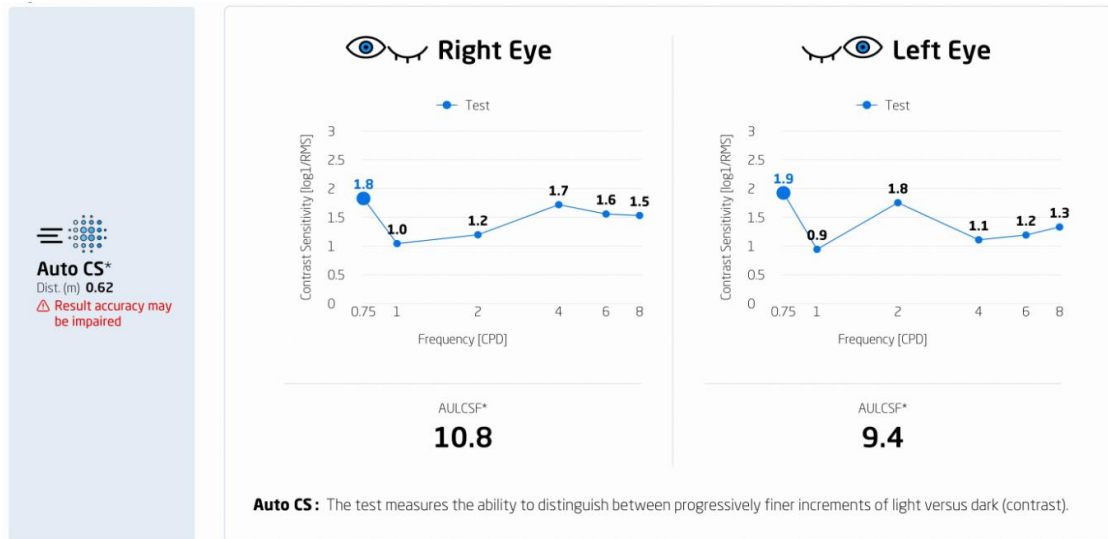 Auto CS*
Dist. (m) 0.62
Result accuracy may
be impaired
Right Eye
Test
Contrast Sensitivity [log1/RMS]
3
2.5
2
1.5
1
0.5
0
1.8
1.0
1.2
1.7
1.6
1.5
0.75 1 2 4 6 8
Frequency [CPD]
AULCSF*
10.8
Left Eye
Test
Contrast Sensitivity [log1/RMS]
3
2.5
2
1.5
1
0.5
0
1.9
0.9
1.8
1.1
1.2
1.3
0.75 1 2 4 6 8
Frequency [CPD]
AULCSF*
9.4
Auto CS : The test measures the ability to distinguish between progressively finer increments of light versus dark (contrast).